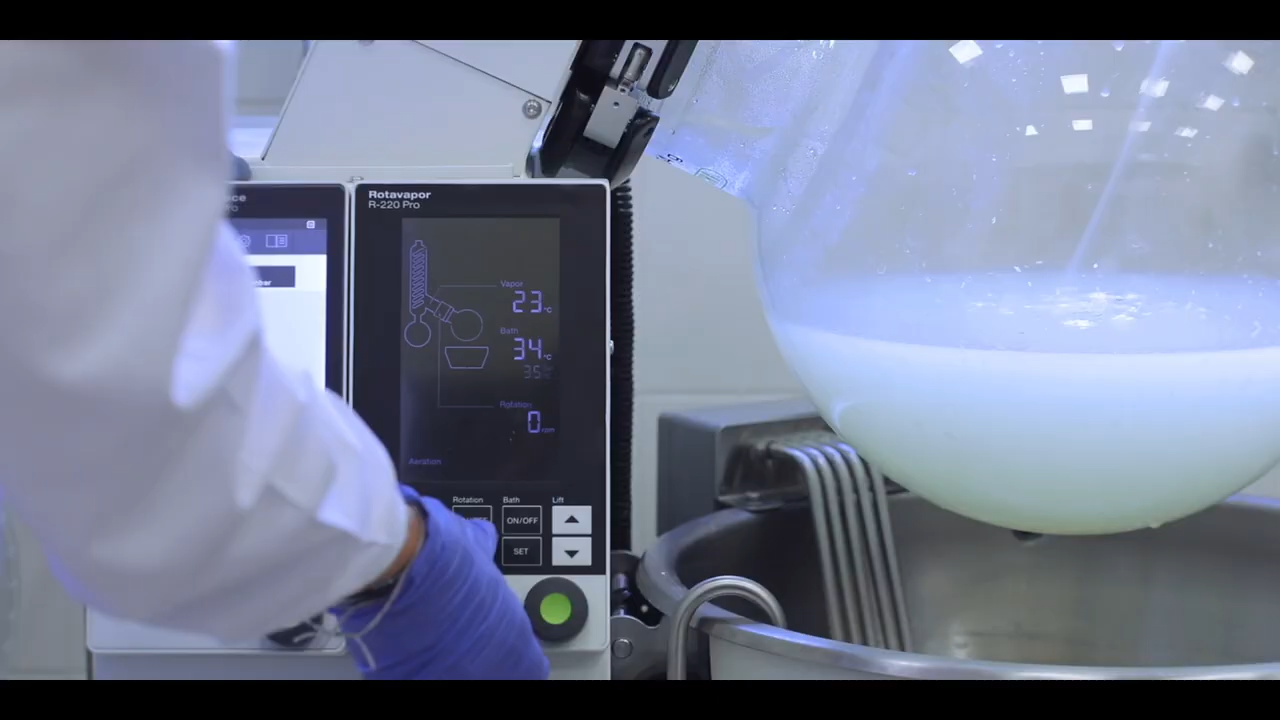 Rotavapor
R-220 Pro
Vapor
23 °C
Bath
34 °C
35
Rotation
0 rpm
Aeration
Rotation
Bath
Lift
ON/OFF
SET